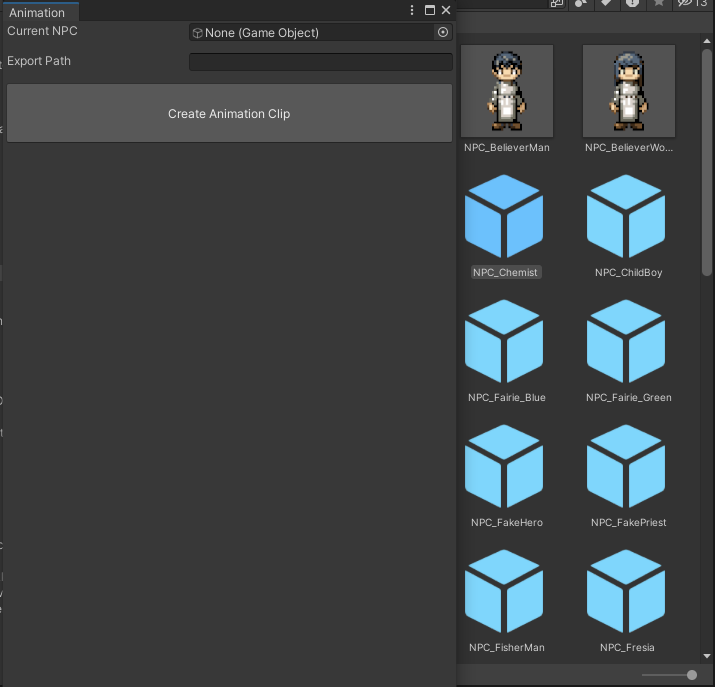 Animation
Current NPC
None (Game Object)
Export Path
Create Animation Clip
13
NPC_BelieverMan
NPC_BelieverWo...
NPC_Chemist
NPC_ChildBoy
NPC_Fairie_Blue
NPC_Fairie_Green
NPC_FakeHero
NPC_FakePriest
NPC_FisherMan
NPC_Fresia